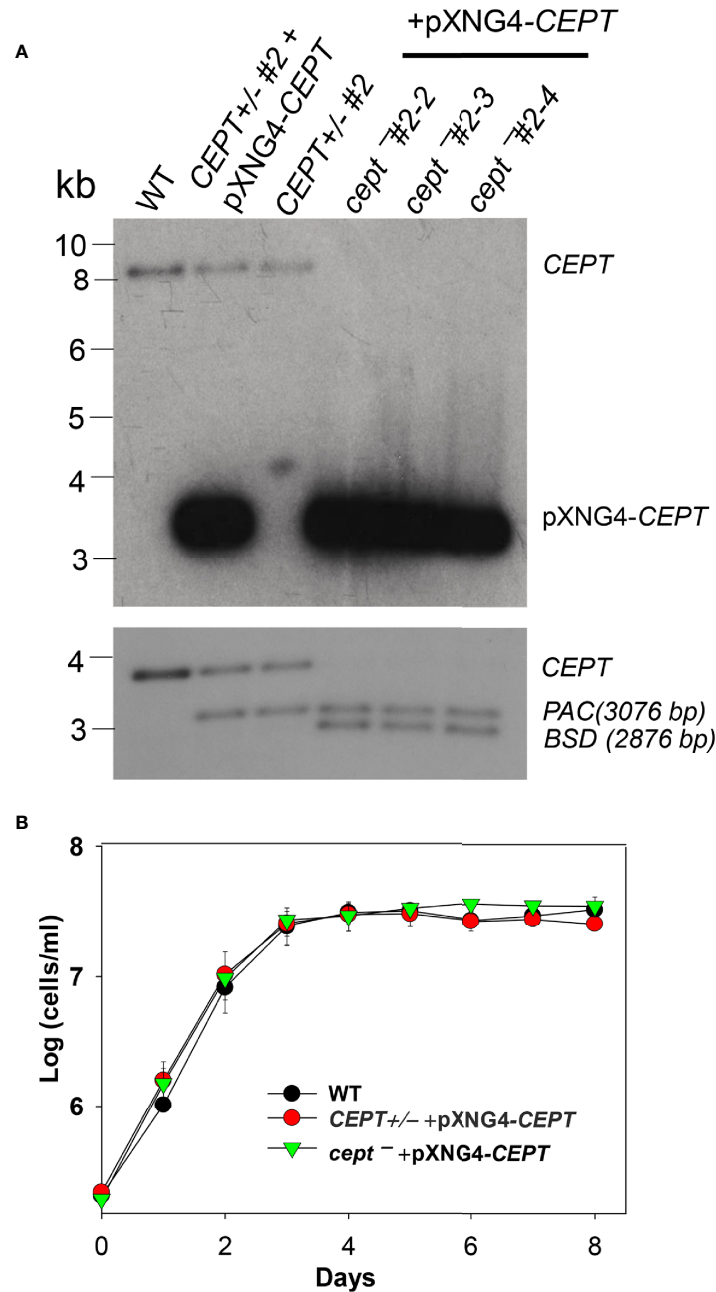 A
+pXNG4-CEPT
kb
WT
CEPT+/- #2 +
pXNG4-CEPT
CEPT+/- #2
cept ‾#2-2
cept ‾#2-3
cept ‾#2-4
10
8
6
5
4
3
CEPT
pXNG4-CEPT
4
3
CEPT
PAC(3076 bp)
BSD (2876 bp)
B
8
7
6
Log (cells/ml)
WT
CEPT+/− +pXNG4-CEPT
cept ‾ +pXNG4-CEPT
0 2 4 6 8
Days